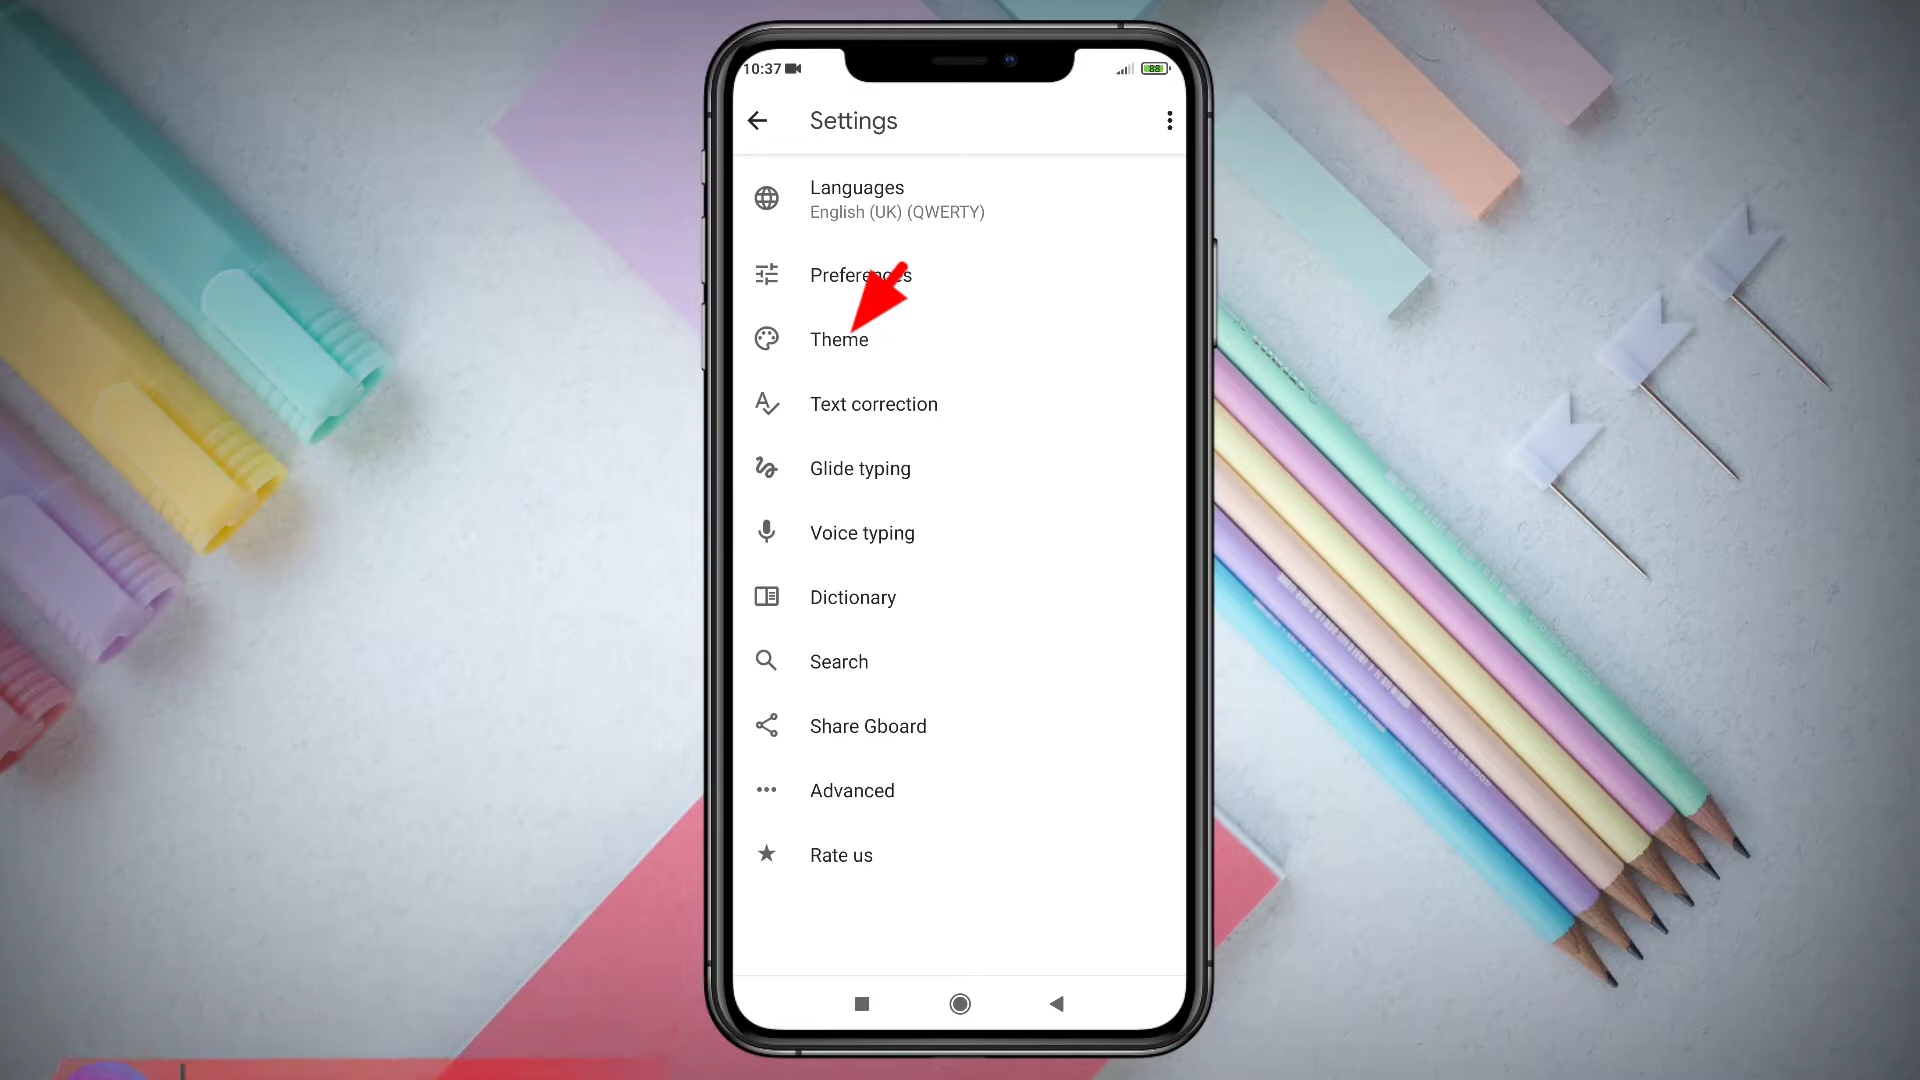 10:37
88
Settings
Languages
English (UK) (QWERTY)
Preferences
Theme
Text correction
Glide typing
Voice typing
Dictionary
Search
Share Gboard
Advanced
Rate us